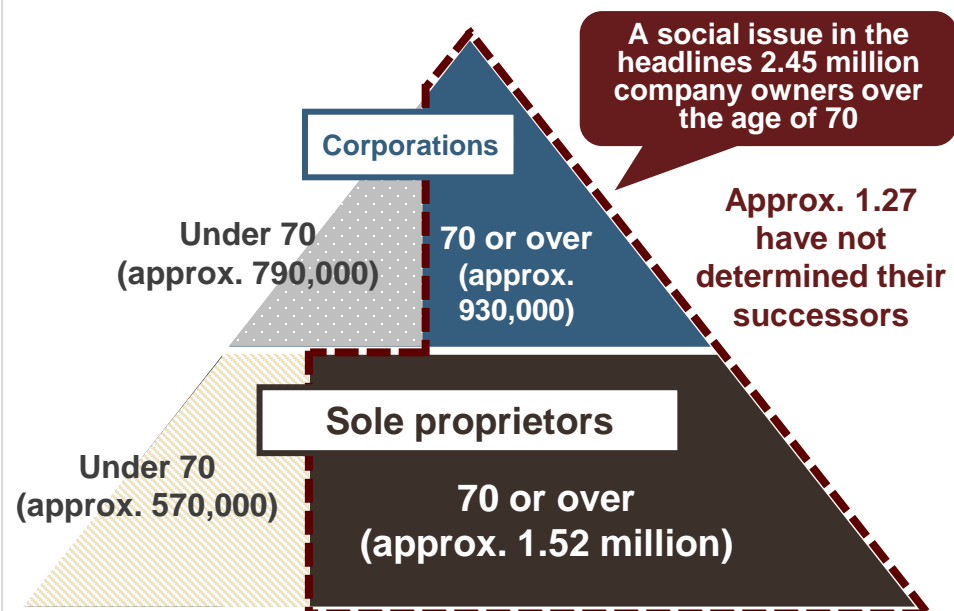 A social issue in the
headlines 2.45 million
company owners over
the age of 70
Corporations
Under 70
(approx. 790,000)
70 or over
(approx.
930,000)
Approx. 1.27
have not
determined their
successors
Sole proprietors
Under 70
(approx. 570,000)
70 or over
(approx. 1.52 million)